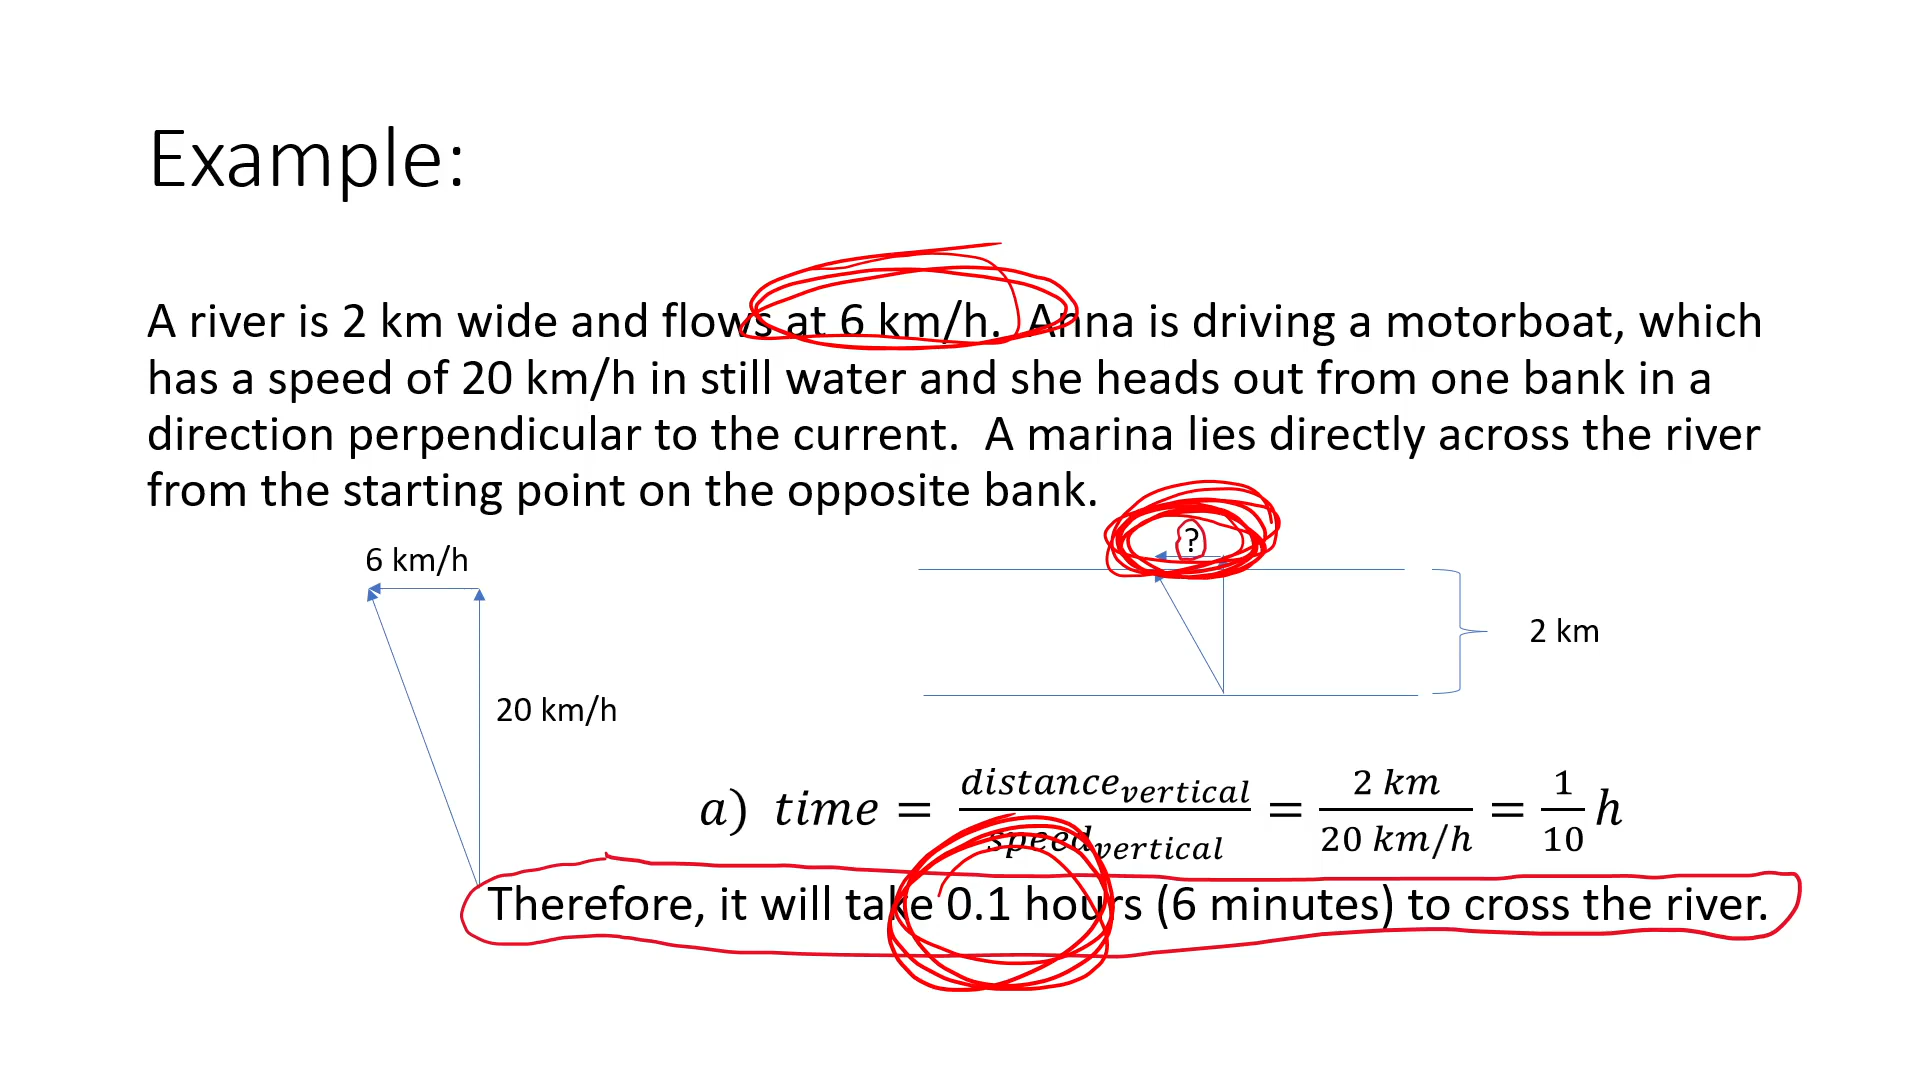 Example:
A river is 2 km wide and flows at 6 km/h.  Anna is driving a motorboat, which
has a speed of 20 km/h in still water and she heads out from one bank in a
direction perpendicular to the current.  A marina lies directly across the river
from the starting point on the opposite bank.
?
6 km/h
2 km
20 km/h
a) time = distance_vertical / speed_vertical = 2 km / 20 km/h = 1/10 h
Therefore, it will take 0.1 hours (6 minutes) to cross the river.